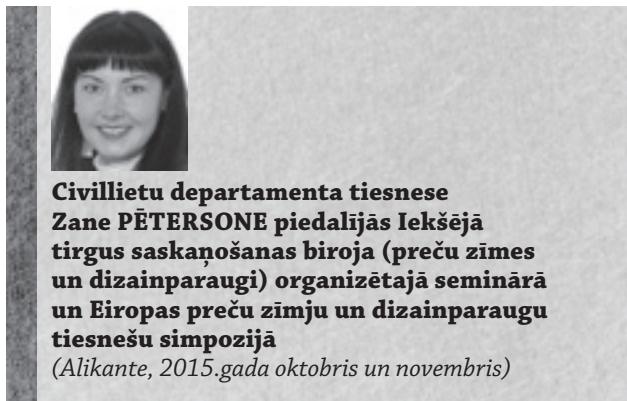 Civillietu departamenta tiesnese
Zane PĒTERSONE piedalījās Iekšējā
tirgus saskaņošanas biroja (preču zīmes
un dizainparaugi) organizētajā seminārā
un Eiropas preču zīmju un dizainparaugu
tiesnešu simpozijā
(Alikante, 2015.gada oktobris un novembris)